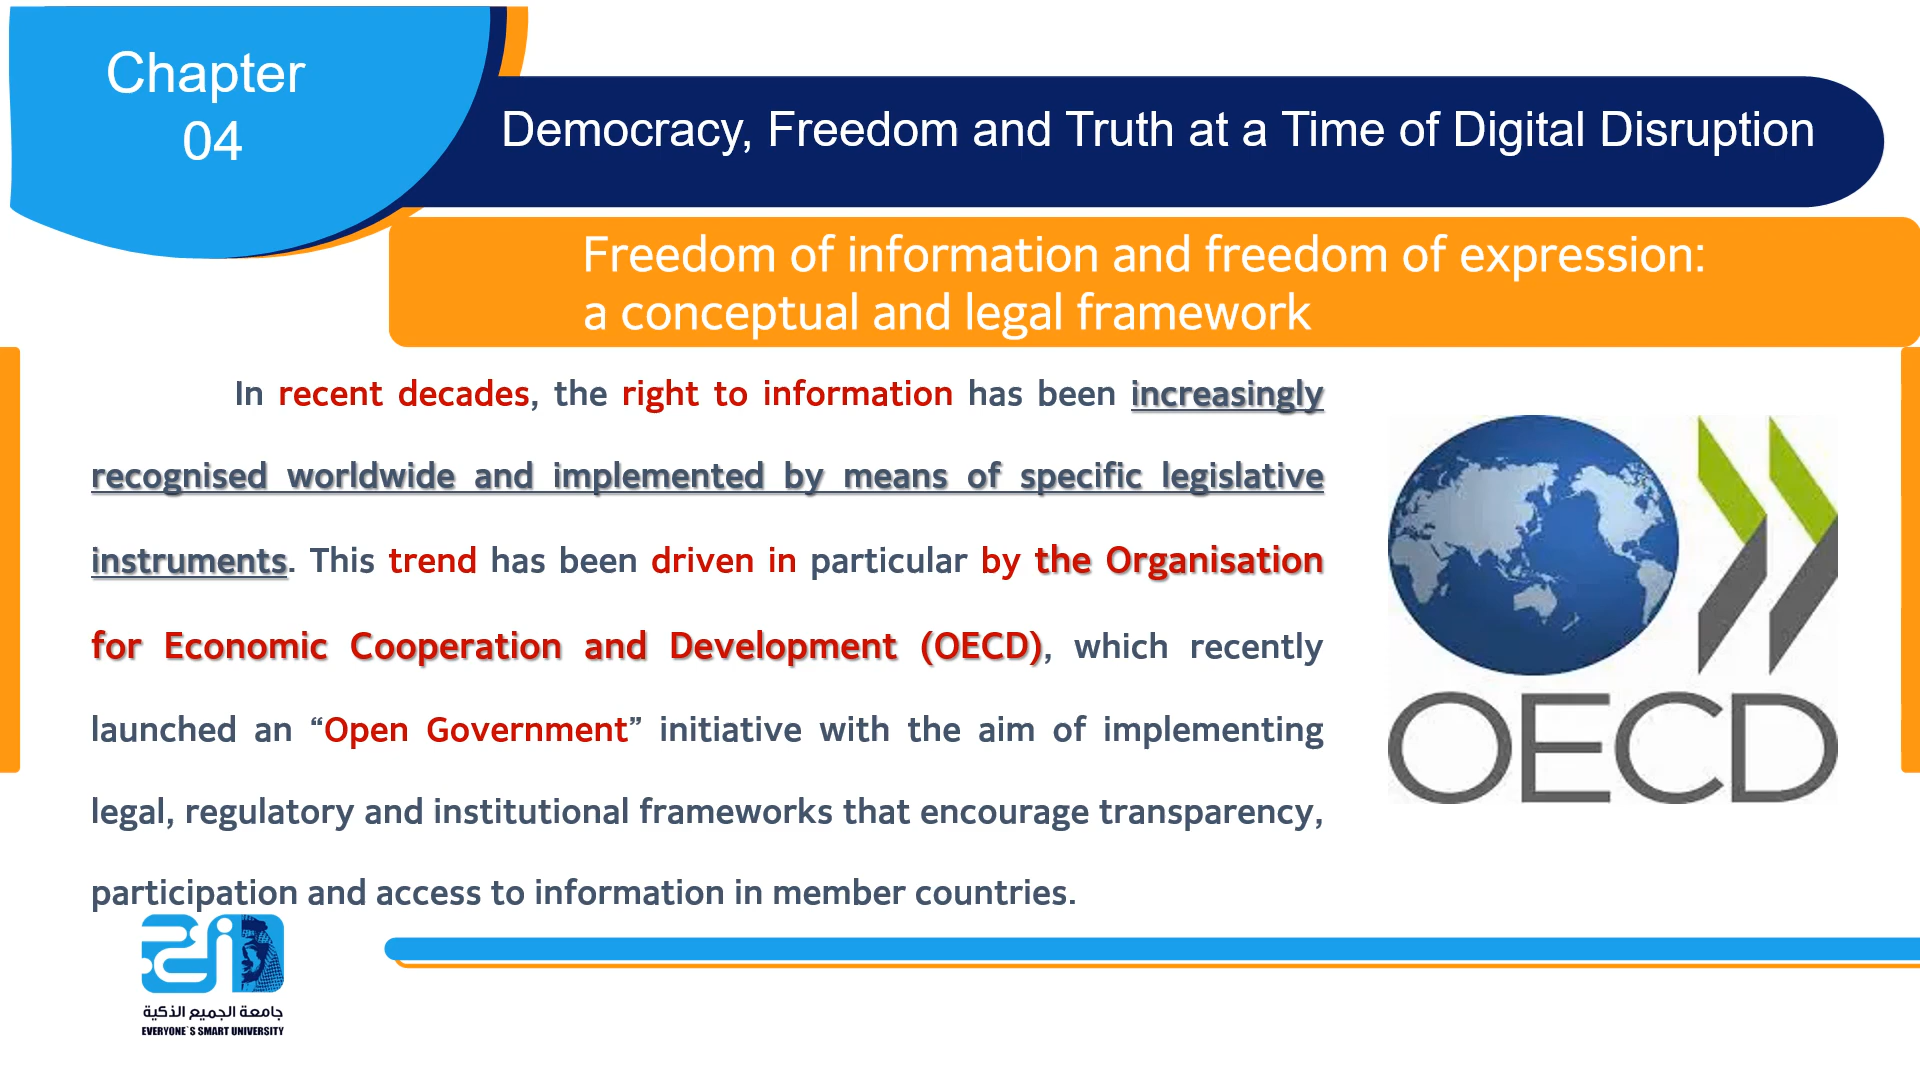 Chapter
04
Democracy, Freedom and Truth at a Time of Digital Disruption
Freedom of information and freedom of expression:
a conceptual and legal framework
In recent decades, the right to information has been increasingly
recognised worldwide and implemented by means of specific legislative
instruments. This trend has been driven in particular by the Organisation
for Economic Cooperation and Development (OECD), which recently
launched an “Open Government” initiative with the aim of implementing
legal, regulatory and institutional frameworks that encourage transparency,
participation and access to information in member countries.
OECD
جامعة الجميع الذكية
EVERYONE`S SMART UNIVERSITY